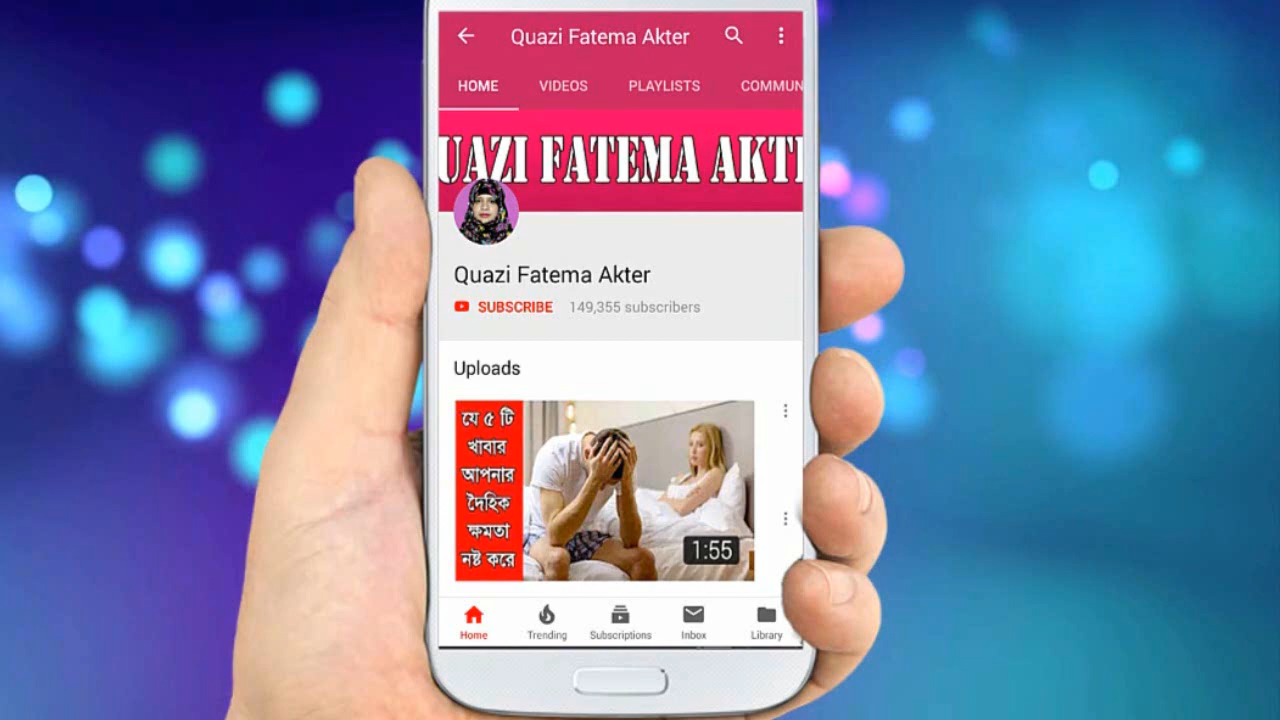 Quazi Fatema Akter
HOME VIDEOS PLAYLISTS COMMUN
UAZI FATEMA AKT
Quazi Fatema Akter
SUBSCRIBE 149,355 subscribers
Uploads
যে ৫ টি
খাবার
আপনার
দৈহিক
ক্ষমতা
নষ্ট করে
1:55
Home Trending Subscriptions Inbox Library